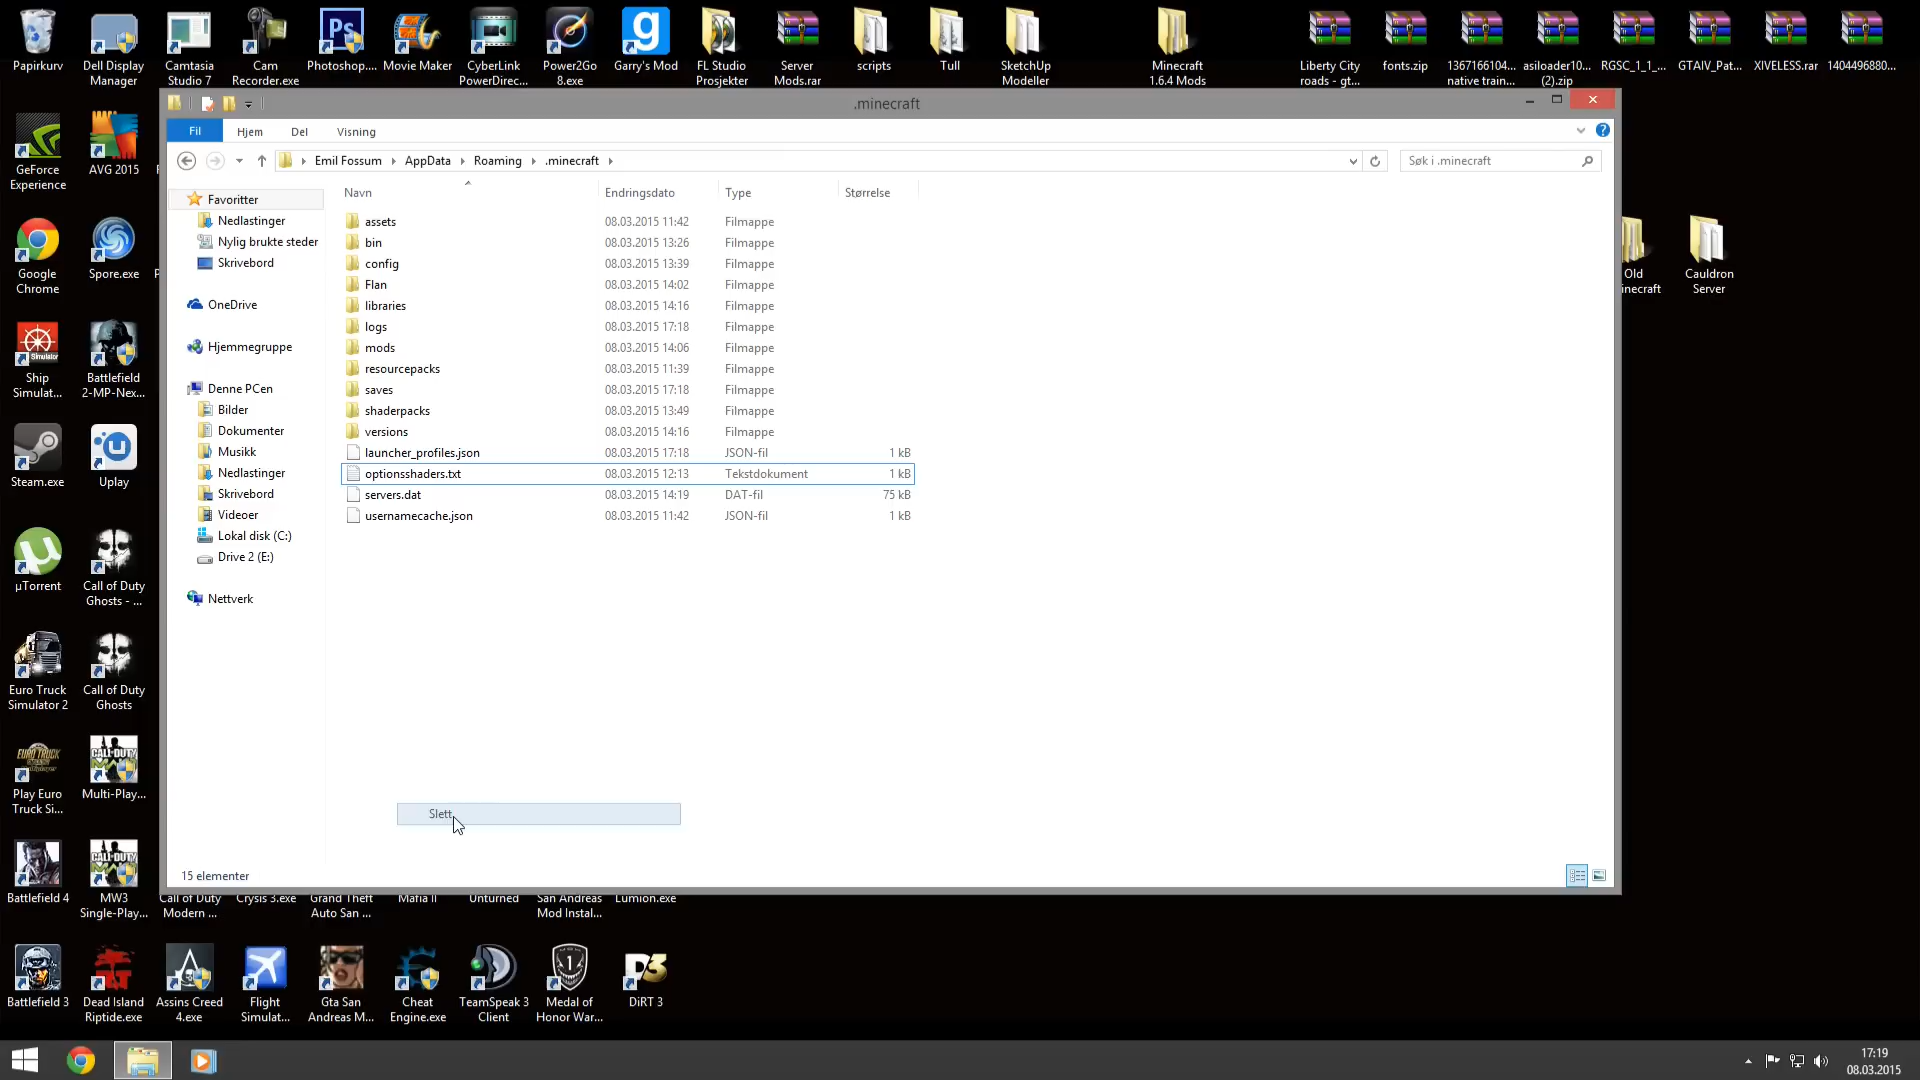 Papirkurv
Dell Display
Manager
Camtasia
Studio 7
Cam
Recorder.exe
Photoshop....
Movie Maker
CyberLink
PowerDirec...
Power2Go
8.exe
Garry's Mod
FL Studio
Prosjekter
Server
Mods.rar
scripts
Tull
SketchUp
Modeller
Minecraft
1.6.4 Mods
Liberty City
roads - gt...
fonts.zip
1367166104...
native train...
asiloader10...
(2).zip
RGSC_1_1_...
GTAIV_Pat...
XIVELESS.rar
1404496880...
.minecraft
Fil
Hjem
Del
Visning
Emil Fossum
AppData
Roaming
.minecraft
Søk i .minecraft
Navn
Endringsdato
Type
Størrelse
assets 08.03.2015 11:42 Filmappe
bin 08.03.2015 13:26 Filmappe
config 08.03.2015 13:39 Filmappe
Flan 08.03.2015 14:02 Filmappe
libraries 08.03.2015 14:16 Filmappe
logs 08.03.2015 17:18 Filmappe
mods 08.03.2015 14:06 Filmappe
resourcepacks 08.03.2015 11:39 Filmappe
saves 08.03.2015 17:18 Filmappe
shaderpacks 08.03.2015 13:49 Filmappe
versions 08.03.2015 14:16 Filmappe
launcher_profiles.json 08.03.2015 17:18 JSON-fil 1 kB
optionsshaders.txt 08.03.2015 12:13 Tekstdokument 1 kB
servers.dat 08.03.2015 14:19 DAT-fil 75 kB
usernamecache.json 08.03.2015 11:42 JSON-fil 1 kB
Favoritter
Nedlastinger
Nylig brukte steder
Skrivebord
OneDrive
Hjemmegruppe
Denne PCen
Bilder
Dokumenter
Musikk
Nedlastinger
Skrivebord
Videoer
Lokal disk (C:)
Drive 2 (E:)
Nettverk
Slett
15 elementer
GeForce
Experience
AVG 2015
Google
Chrome
Spore.exe
Ship
Simulat...
Battlefield
2-MP-Nex...
Steam.exe
Uplay
µTorrent
Call of Duty
Ghosts - ...
Euro Truck
Simulator 2
Call of Duty
Ghosts
Play Euro
Truck Si...
Multi-Play...
Battlefield 4
MW3
Single-Play...
Call of Duty
Modern ...
Crysis 3.exe
Grand Theft
Auto San ...
Mafia II
Unturned
San Andreas
Mod Instal...
Lumion.exe
Old
inecraft
Cauldron
Server
Battlefield 3
Dead Island
Riptide.exe
Assins Creed
4.exe
Flight
Simulat...
Gta San
Andreas M...
Cheat
Engine.exe
TeamSpeak 3
Client
Medal of
Honor War...
DiRT 3
17:19
08.03.2015